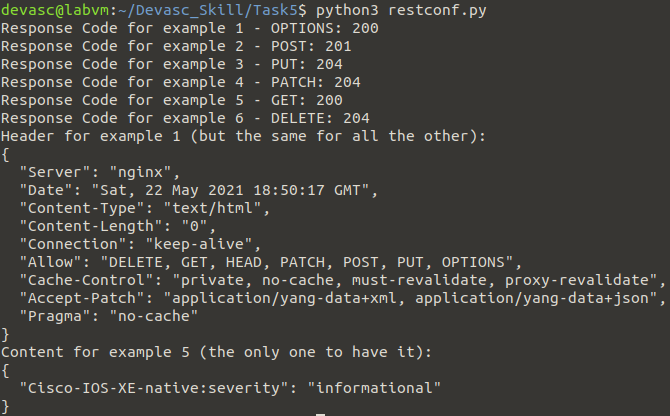 devasc@labvm:~/Devasc_Skill/Task5$ python3 restconf.py
Response Code for example 1 - OPTIONS: 200
Response Code for example 2 - POST: 201
Response Code for example 3 - PUT: 204
Response Code for example 4 - PATCH: 204
Response Code for example 5 - GET: 200
Response Code for example 6 - DELETE: 204
Header for example 1 (but the same for all the other):
{
  "Server": "nginx",
  "Date": "Sat, 22 May 2021 18:50:17 GMT",
  "Content-Type": "text/html",
  "Content-Length": "0",
  "Connection": "keep-alive",
  "Allow": "DELETE, GET, HEAD, PATCH, POST, PUT, OPTIONS",
  "Cache-Control": "private, no-cache, must-revalidate, proxy-revalidate",
  "Accept-Patch": "application/yang-data+xml, application/yang-data+json",
  "Pragma": "no-cache"
}
Content for example 5 (the only one to have it):
{
  "Cisco-IOS-XE-native:severity": "informational"
}